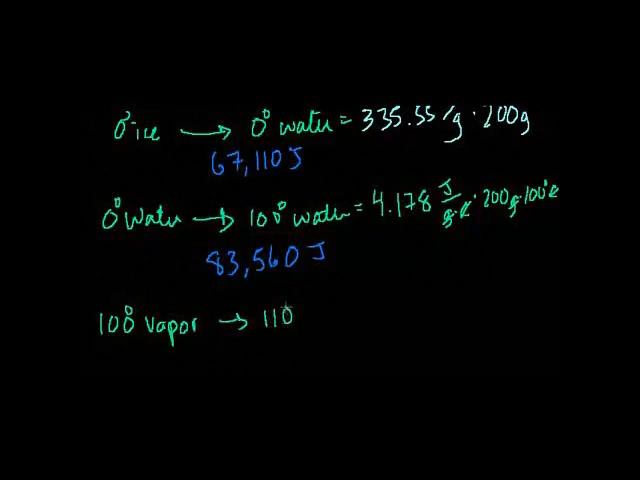 0° ice → 0° water = 335.55 J/g · 200g
67,110 J
0° water → 100° water = 4.178 J/g·K · 200g · 100°K
83,560 J
100° vapor → 110